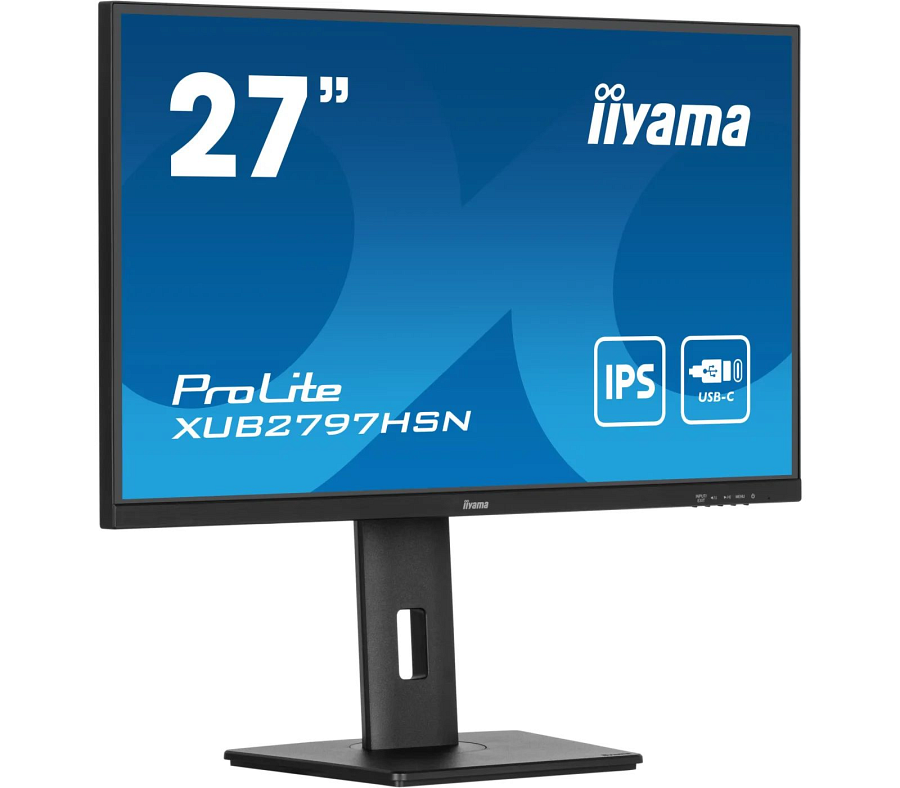 27”
iiyama
ProLite
XUB2797HSN
IPS
USB-C
iiyama
MENU